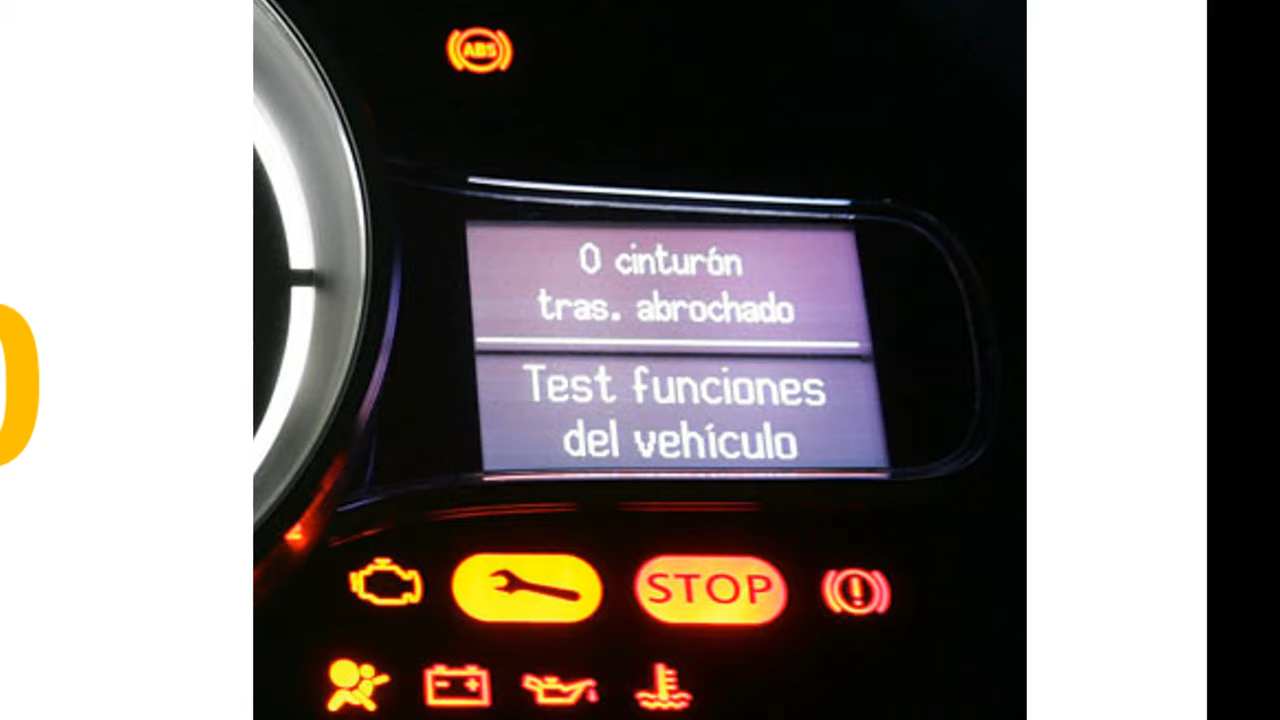 ABS
0 cinturón
tras. abrochado
Test funciones
del vehículo
STOP